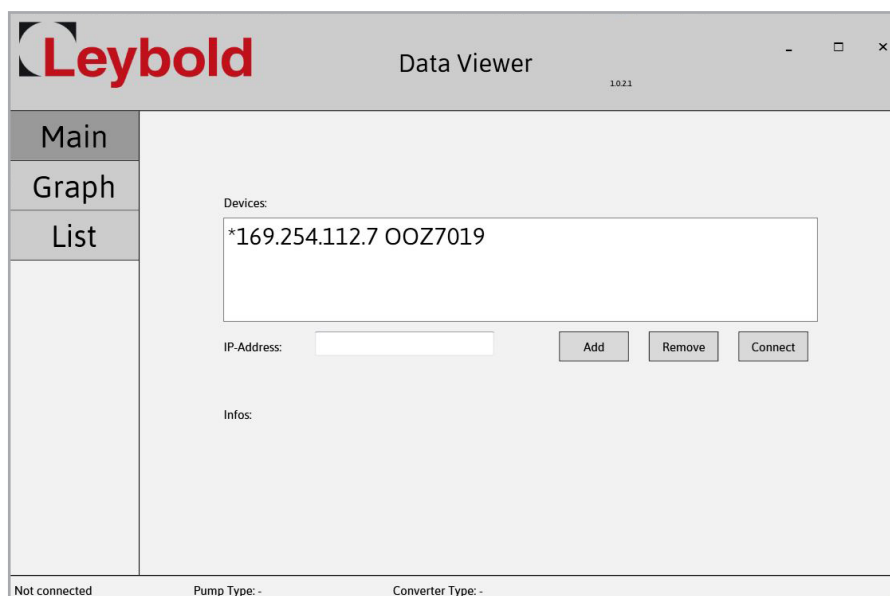 Leybold
Data Viewer
1.0.2.1
Main
Graph
List
Devices:
*169.254.112.7 OOZ7019
IP-Address:
Add
Remove
Connect
Infos:
Not connected
Pump Type: -
Converter Type: -